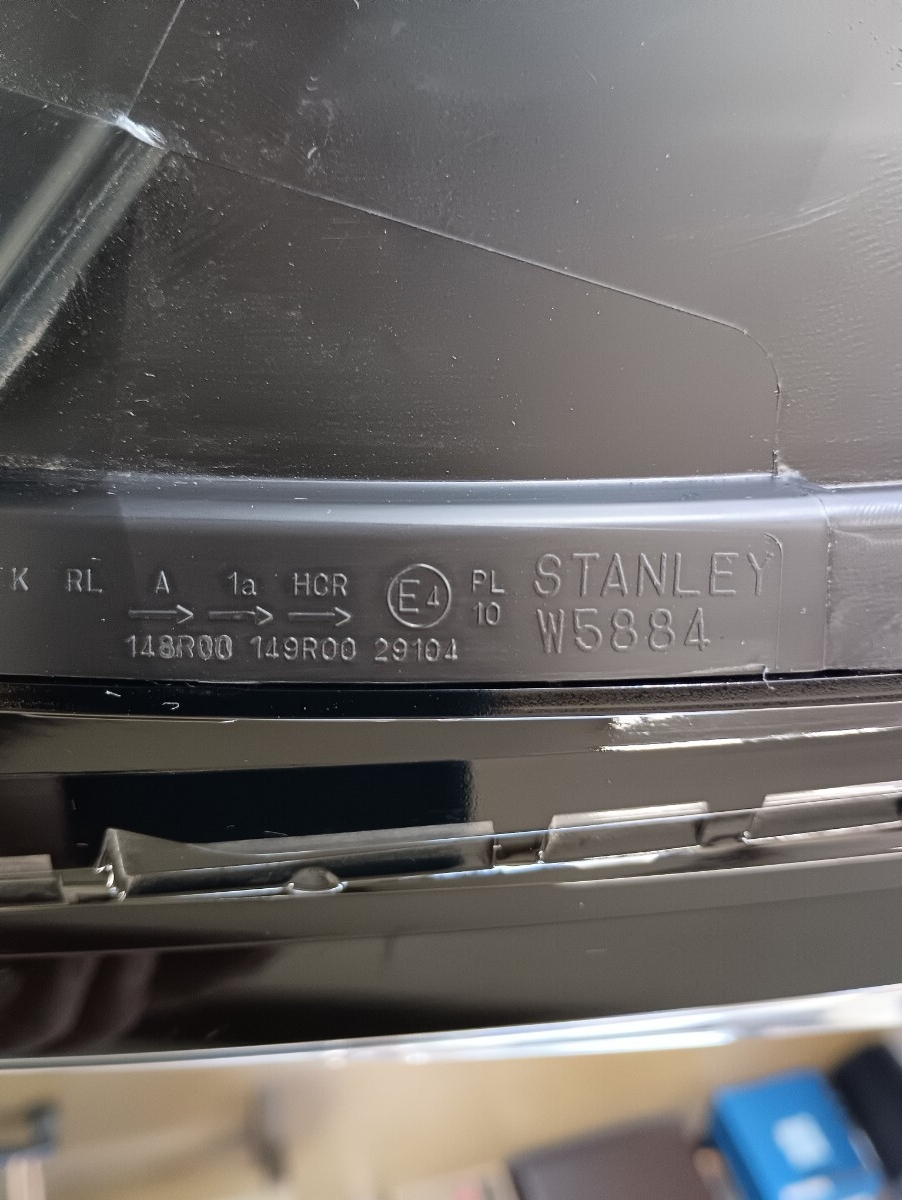 K RL A 1a HCR E4 PL 10
148R00 149R00 29104
STANLEY
W5884